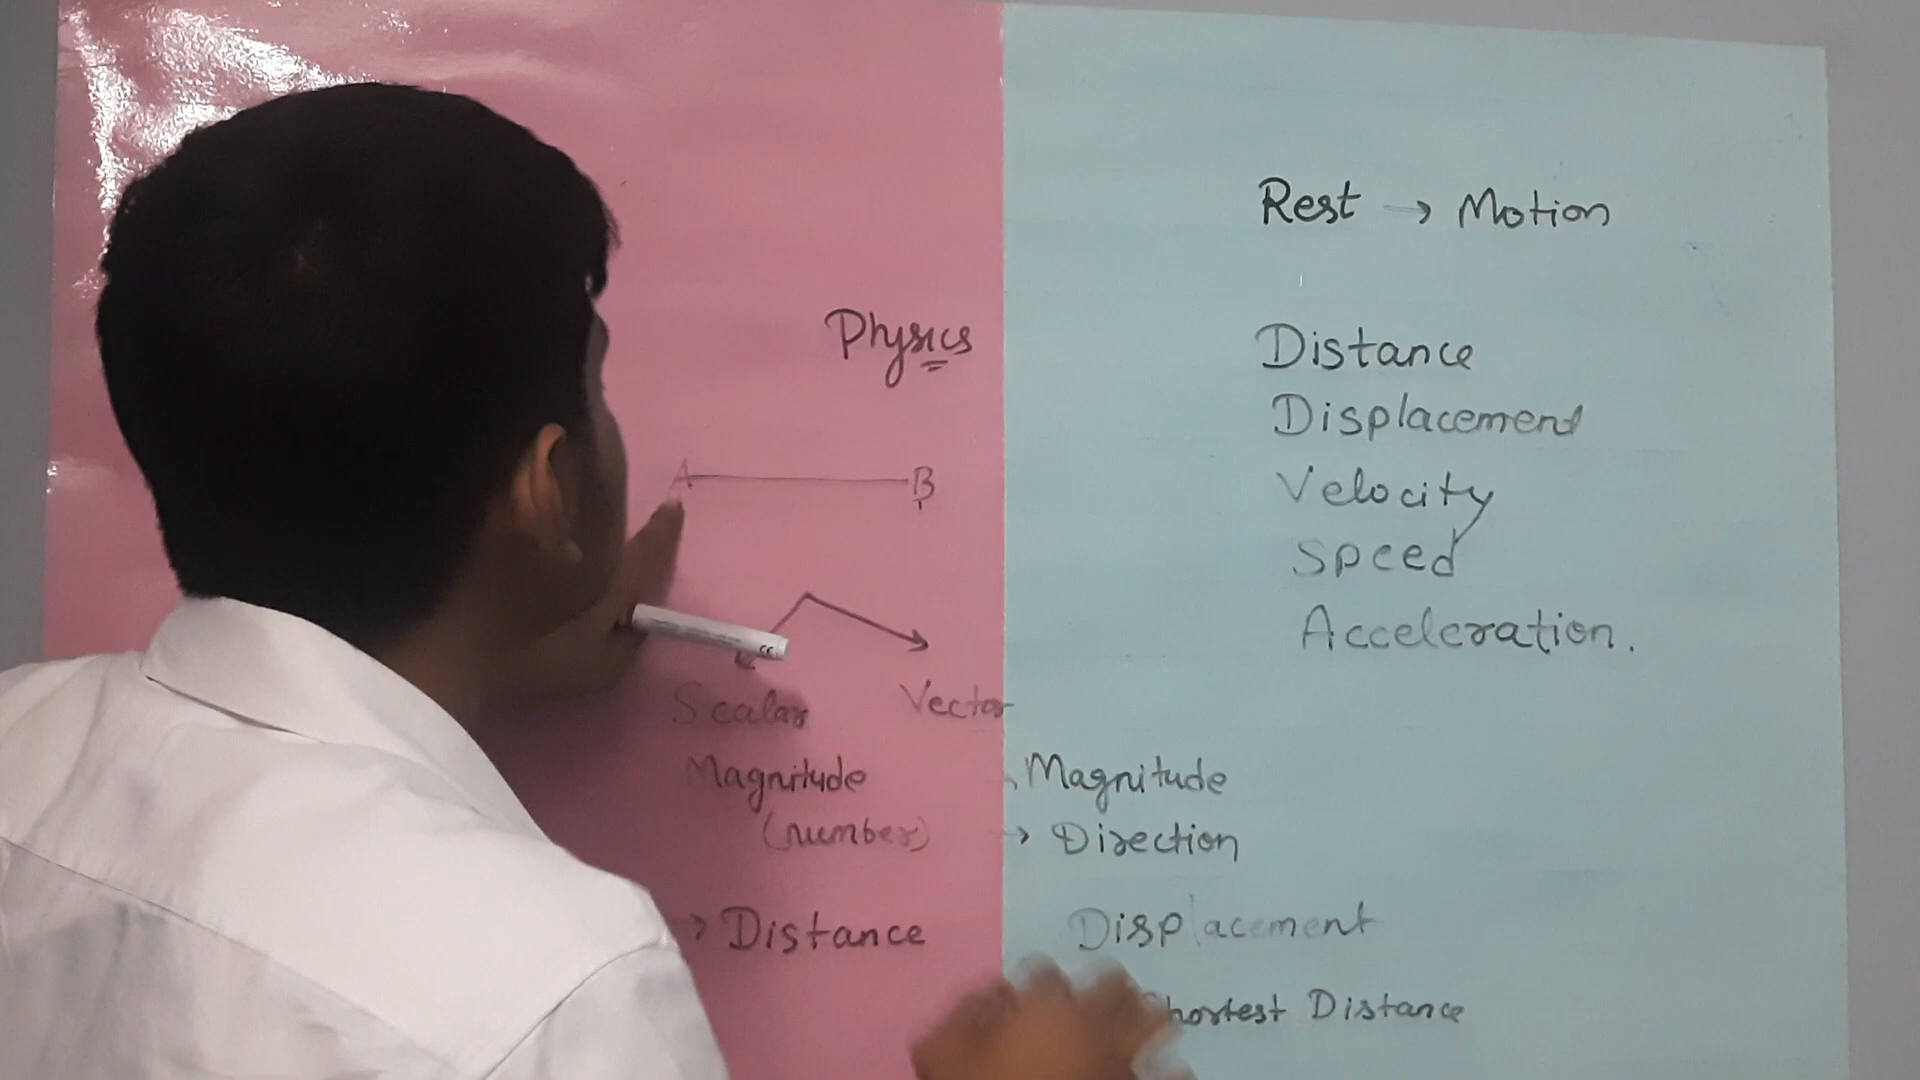 Rest → Motion
Physics
Distance
Displacement
Velocity
Speed
Acceleration.
A B
Scalar Vector
Magnitude
(number)
Magnitude
→ Direction
→ Distance
Displacement
Shortest Distance